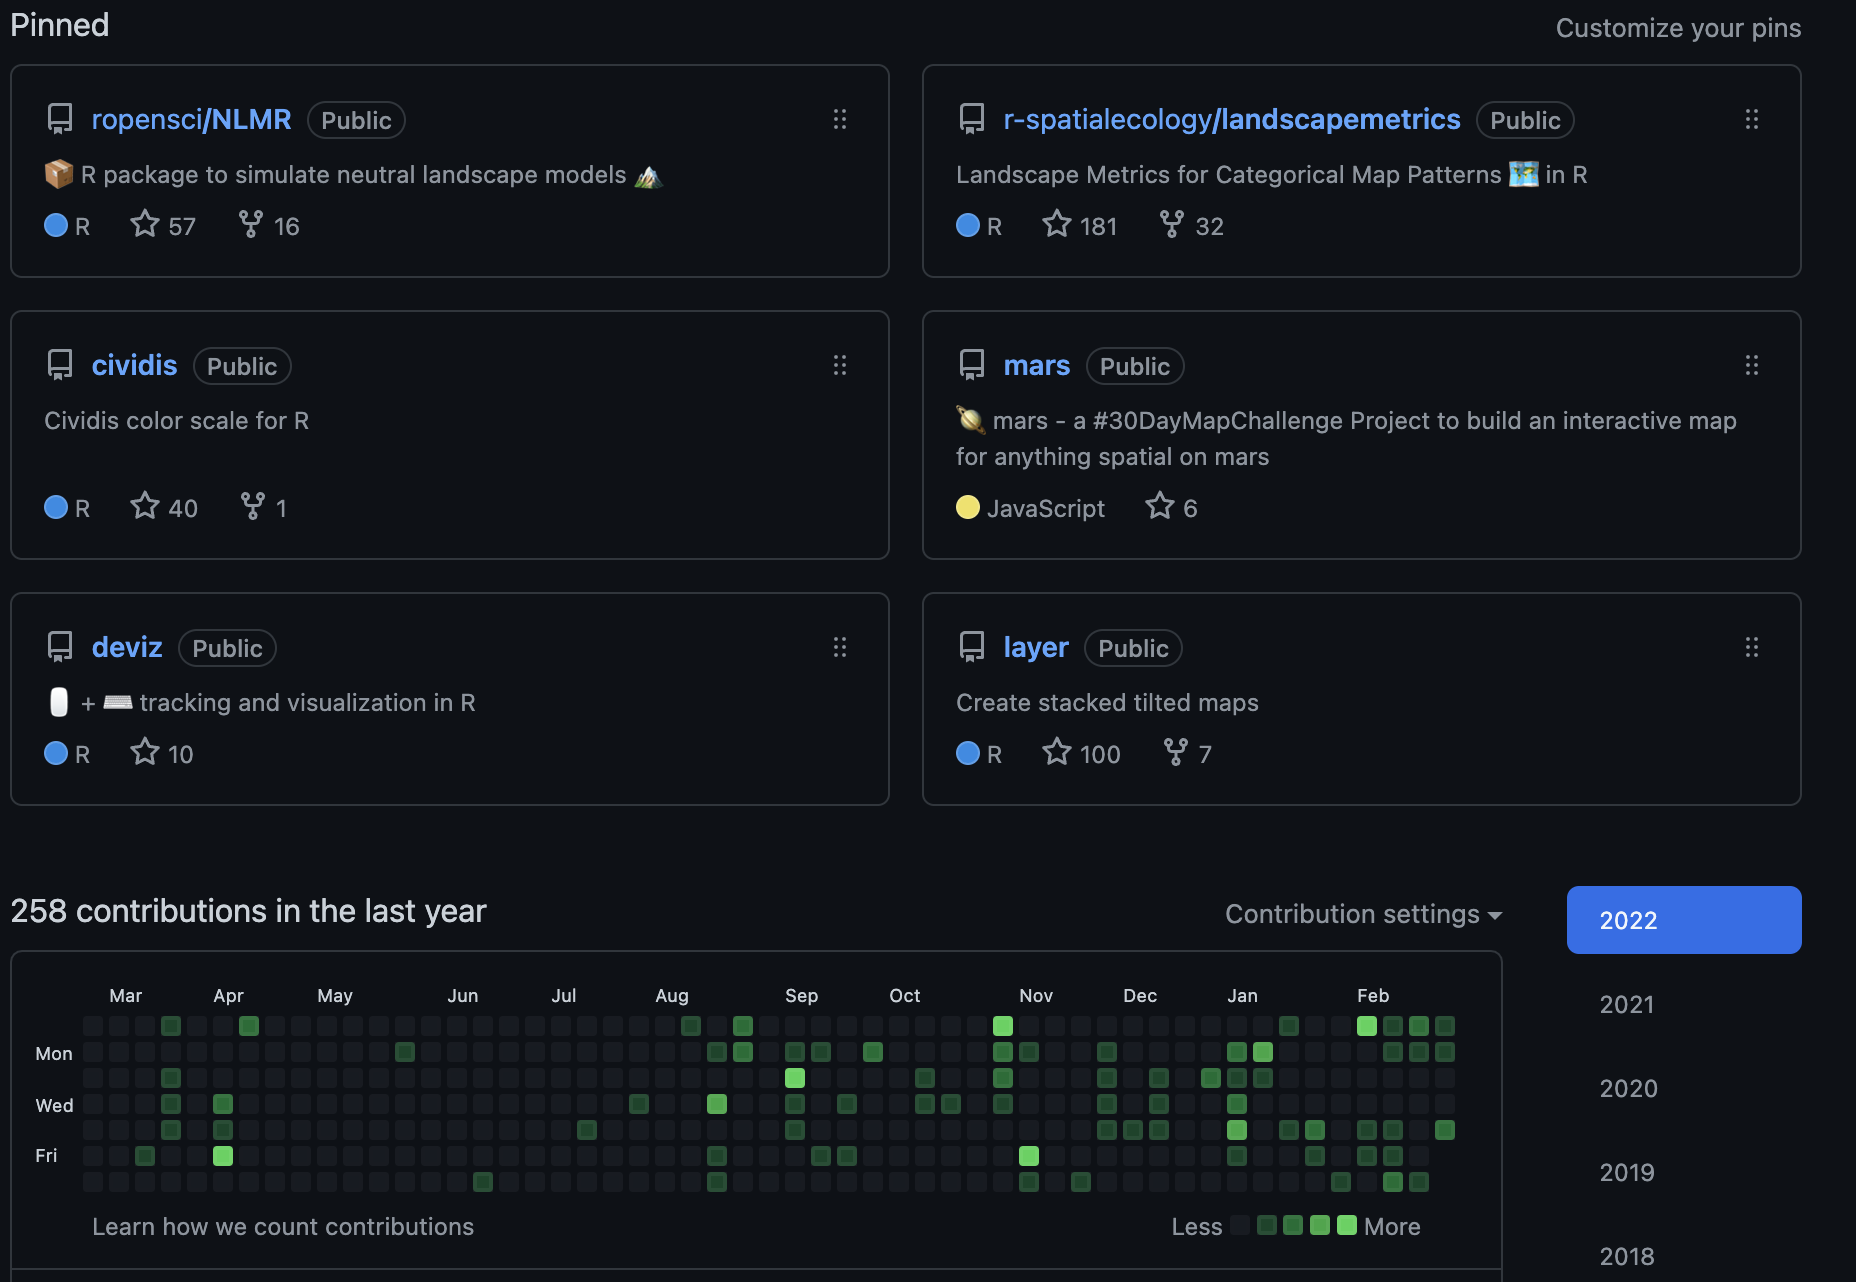 Pinned
Customize your pins
ropensci/NLMR Public
📦 R package to simulate neutral landscape models 🏔️
R 57 16
r-spatialecology/landscapemetrics Public
Landscape Metrics for Categorical Map Patterns 🗺️ in R
R 181 32
cividis Public
Cividis color scale for R
R 40 1
mars Public
🪐 mars - a #30DayMapChallenge Project to build an interactive map
for anything spatial on mars
JavaScript 6
deviz Public
🖱️ + ⌨️ tracking and visualization in R
R 10
layer Public
Create stacked tilted maps
R 100 7
258 contributions in the last year
Contribution settings
Mar Apr May Jun Jul Aug Sep Oct Nov Dec Jan Feb
Mon
Wed
Fri
Learn how we count contributions
Less More
2022
2021
2020
2019
2018